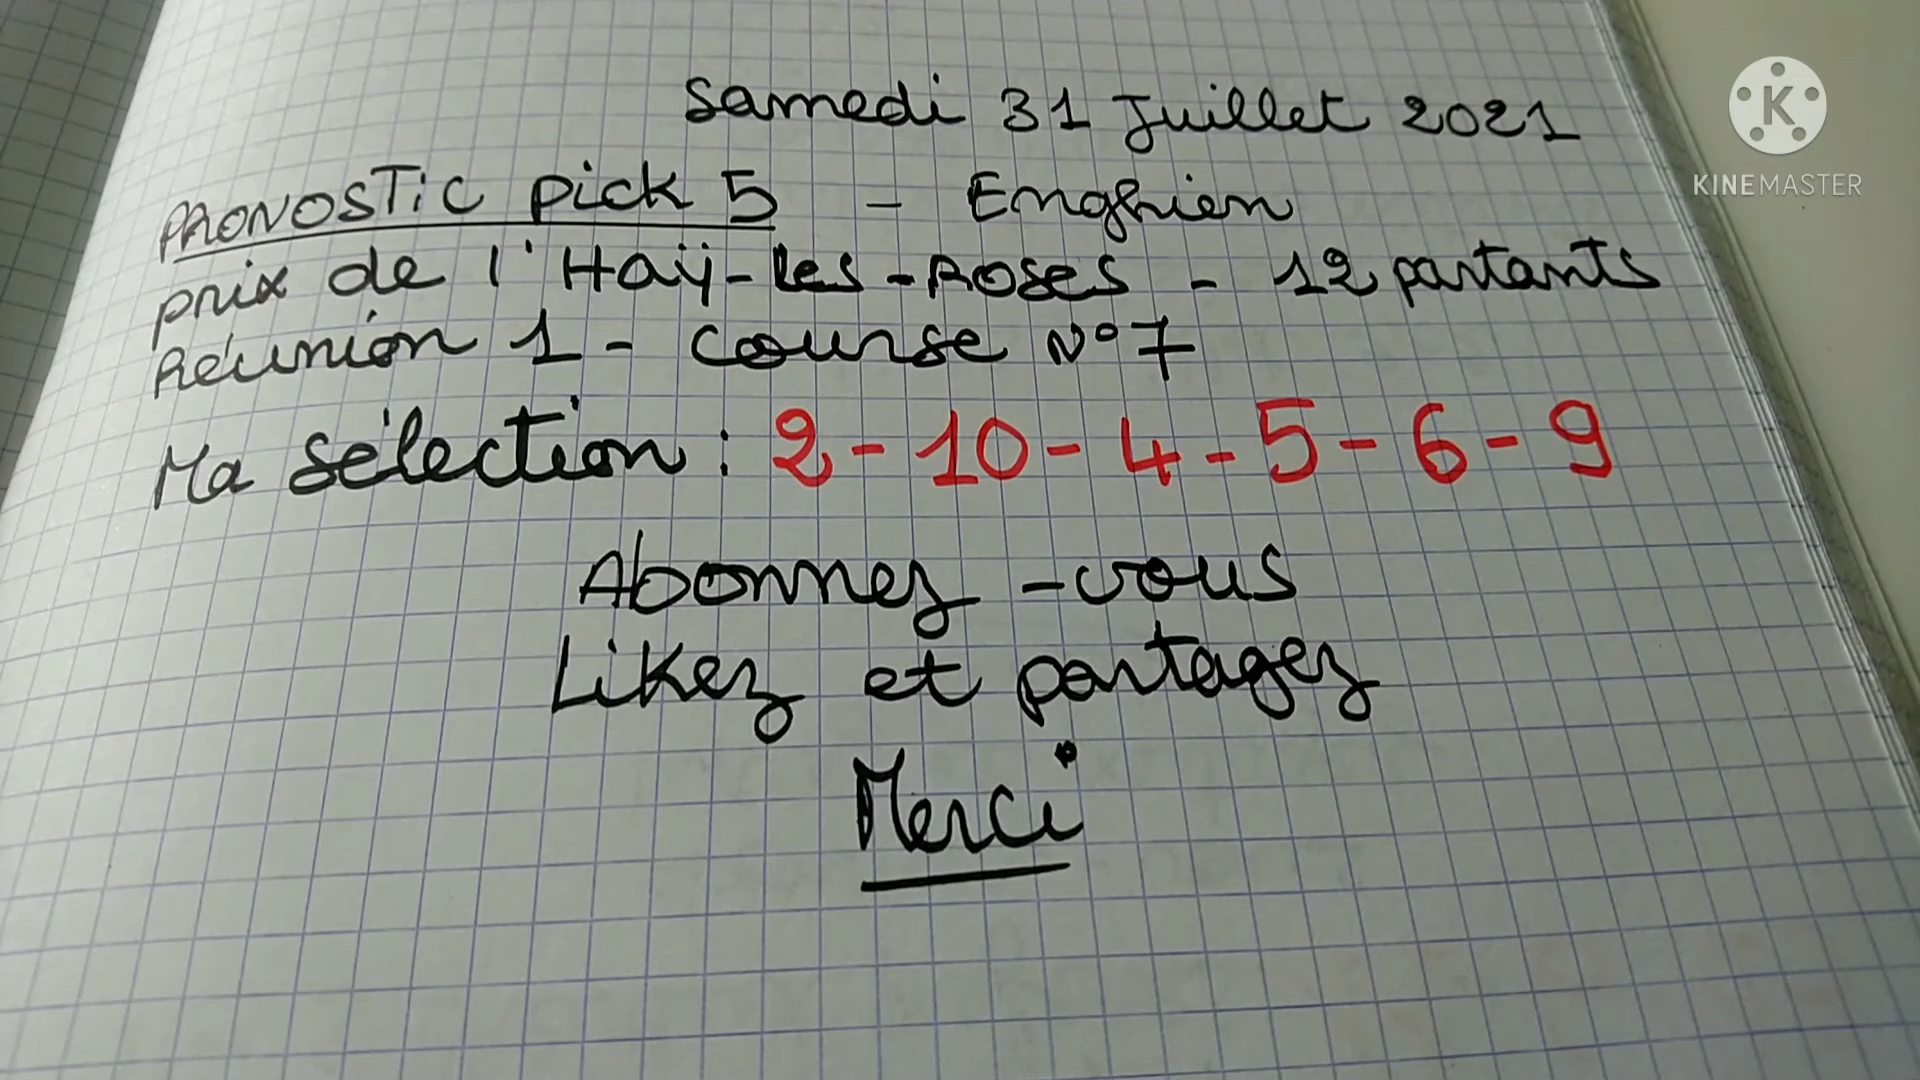 Samedi 31 Juillet 2021
PRONOSTIC PICK 5 - Enghien
prix de l'Haÿ-les-Roses - 12 partants
Réunion 1 - Course N°7
Ma sélection : 2 - 10 - 4 - 5 - 6 - 9
Abonnez-vous
Likez et partagez
Merci
K
KINEMASTER